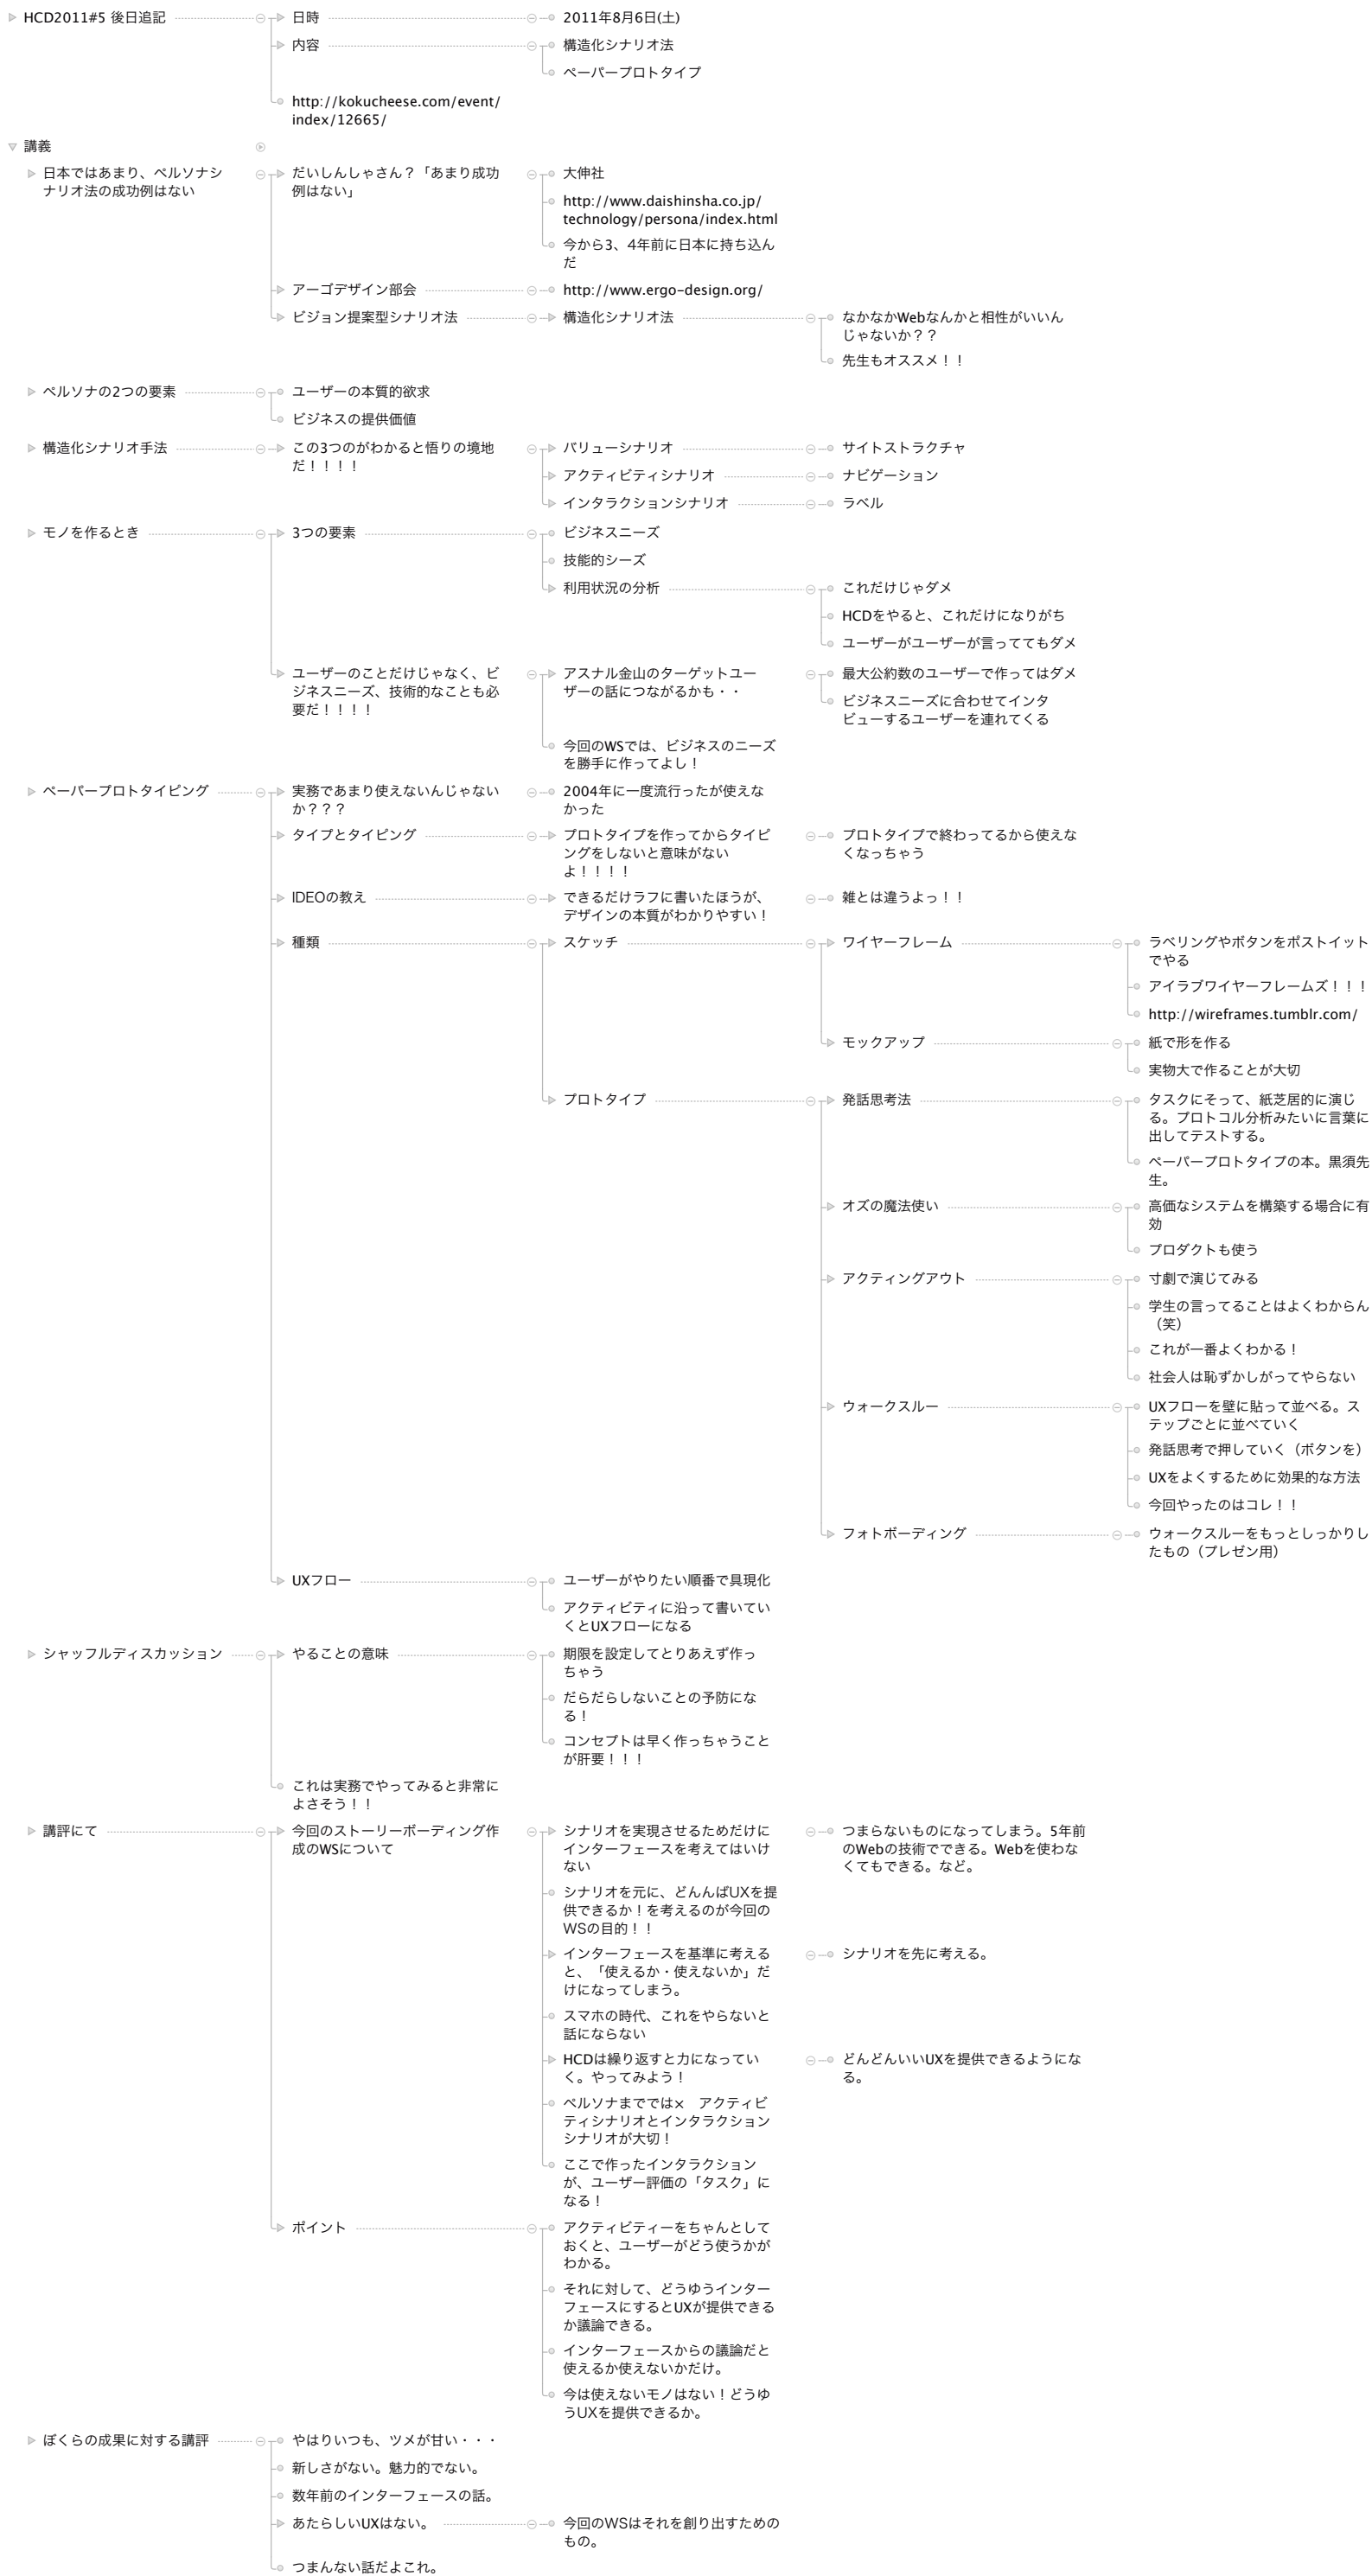 HCD2011#5 後日追記
日時
2011年8月6日(土)
内容
構造化シナリオ法
ペーパープロトタイプ
http://kokucheese.com/event/
index/12665/
講義
日本ではあまり、ペルソナシ
ナリオ法の成功例はない
だいしんしゃさん？「あまり成功
例はない」
大伸社
http://www.daishinsha.co.jp/
technology/persona/index.html
今から3、4年前に日本に持ち込ん
だ
アーゴデザイン部会
http://www.ergo-design.org/
ビジョン提案型シナリオ法
構造化シナリオ法
なかなかWebなんかと相性がいいん
じゃないか？？
先生もオススメ！！
ペルソナの2つの要素
ユーザーの本質的欲求
ビジネスの提供価値
構造化シナリオ手法
この3つのがわかると悟りの境地
だ！！！！
バリューシナリオ
サイトストラクチャ
アクティビティシナリオ
ナビゲーション
インタラクションシナリオ
ラベル
モノを作るとき
3つの要素
ビジネスニーズ
技能的シーズ
利用状況の分析
これだけじゃダメ
HCDをやると、これだけになりがち
ユーザーがユーザーが言っててもダメ
ユーザーのことだけじゃなく、ビ
ジネスニーズ、技術的なことも必
要だ！！！！
アスナル金山のターゲットユー
ザーの話につながるかも・・
最大公約数のユーザーで作ってはダメ
ビジネスニーズに合わせてインタ
ビューするユーザーを連れてくる
今回のWSでは、ビジネスのニーズ
を勝手に作ってよし！
ペーパープロトタイピング
実務であまり使えないんじゃない
か？？？
2004年に一度流行ったが使えな
かった
タイプとタイピング
プロトタイプを作ってからタイピ
ングをしないと意味がない
よ！！！！
プロトタイプで終わってるから使えな
くなっちゃう
IDEOの教え
できるだけラフに書いたほうが、
デザインの本質がわかりやすい！
雑とは違うよっ！！
種類
スケッチ
ワイヤーフレーム
ラベリングやボタンをポストイット
でやる
アイラブワイヤーフレームズ！！！
http://wireframes.tumblr.com/
モックアップ
紙で形を作る
実物大で作ることが大切
プロトタイプ
発話思考法
タスクにそって、紙芝居的に演じ
る。プロトコル分析みたいに言葉に
出してテストする。
ペーパープロトタイプの本。黒須先
生。
オズの魔法使い
高価なシステムを構築する場合に有
効
プロダクトも使う
アクティングアウト
寸劇で演じてみる
学生の言ってることはよくわからん
（笑）
これが一番よくわかる！
社会人は恥ずかしがってやらない
ウォークスルー
UXフローを壁に貼って並べる。ス
テップごとに並べていく
発話思考で押していく（ボタンを）
UXをよくするために効果的な方法
今回やったのはコレ！！
フォトボーディング
ウォークスルーをもっとしっかりし
たもの（プレゼン用）
UXフロー
ユーザーがやりたい順番で具現化
アクティビティに沿って書いてい
くとUXフローになる
シャッフルディスカッション
やることの意味
期限を設定してとりあえず作っ
ちゃう
だらだらしないことの予防にな
る！
コンセプトは早く作っちゃうこと
が肝要！！！
これは実務でやってみると非常に
よさそう！！
講評にて
今回のストーリーボーディング作
成のWSについて
シナリオを実現させるためだけに
インターフェースを考えてはいけ
ない
つまらないものになってしまう。5年前
のWebの技術でできる。Webを使わな
くてもできる。など。
シナリオを元に、どんんばUXを提
供できるか！を考えるのが今回の
WSの目的！！
インターフェースを基準に考える
と、「使えるか・使えないか」だ
けになってしまう。
シナリオを先に考える。
スマホの時代、これをやらないと
話にならない
HCDは繰り返すと力になってい
く。やってみよう！
どんどんいいUXを提供できるようにな
る。
ペルソナまででは×　アクティビ
ティシナリオとインタラクション
シナリオが大切！
ここで作ったインタラクション
が、ユーザー評価の「タスク」に
なる！
ポイント
アクティビティーをちゃんとして
おくと、ユーザーがどう使うかが
わかる。
それに対して、どうゆうインター
フェースにするとUXが提供できる
か議論できる。
インターフェースからの議論だと
使えるか使えないかだけ。
今は使えないモノはない！どうゆ
うUXを提供できるか。
ぼくらの成果に対する講評
やはりいつも、ツメが甘い・・・
新しさがない。魅力的でない。
数年前のインターフェースの話。
あたらしいUXはない。
今回のWSはそれを創り出すための
もの。
つまんない話だよこれ。